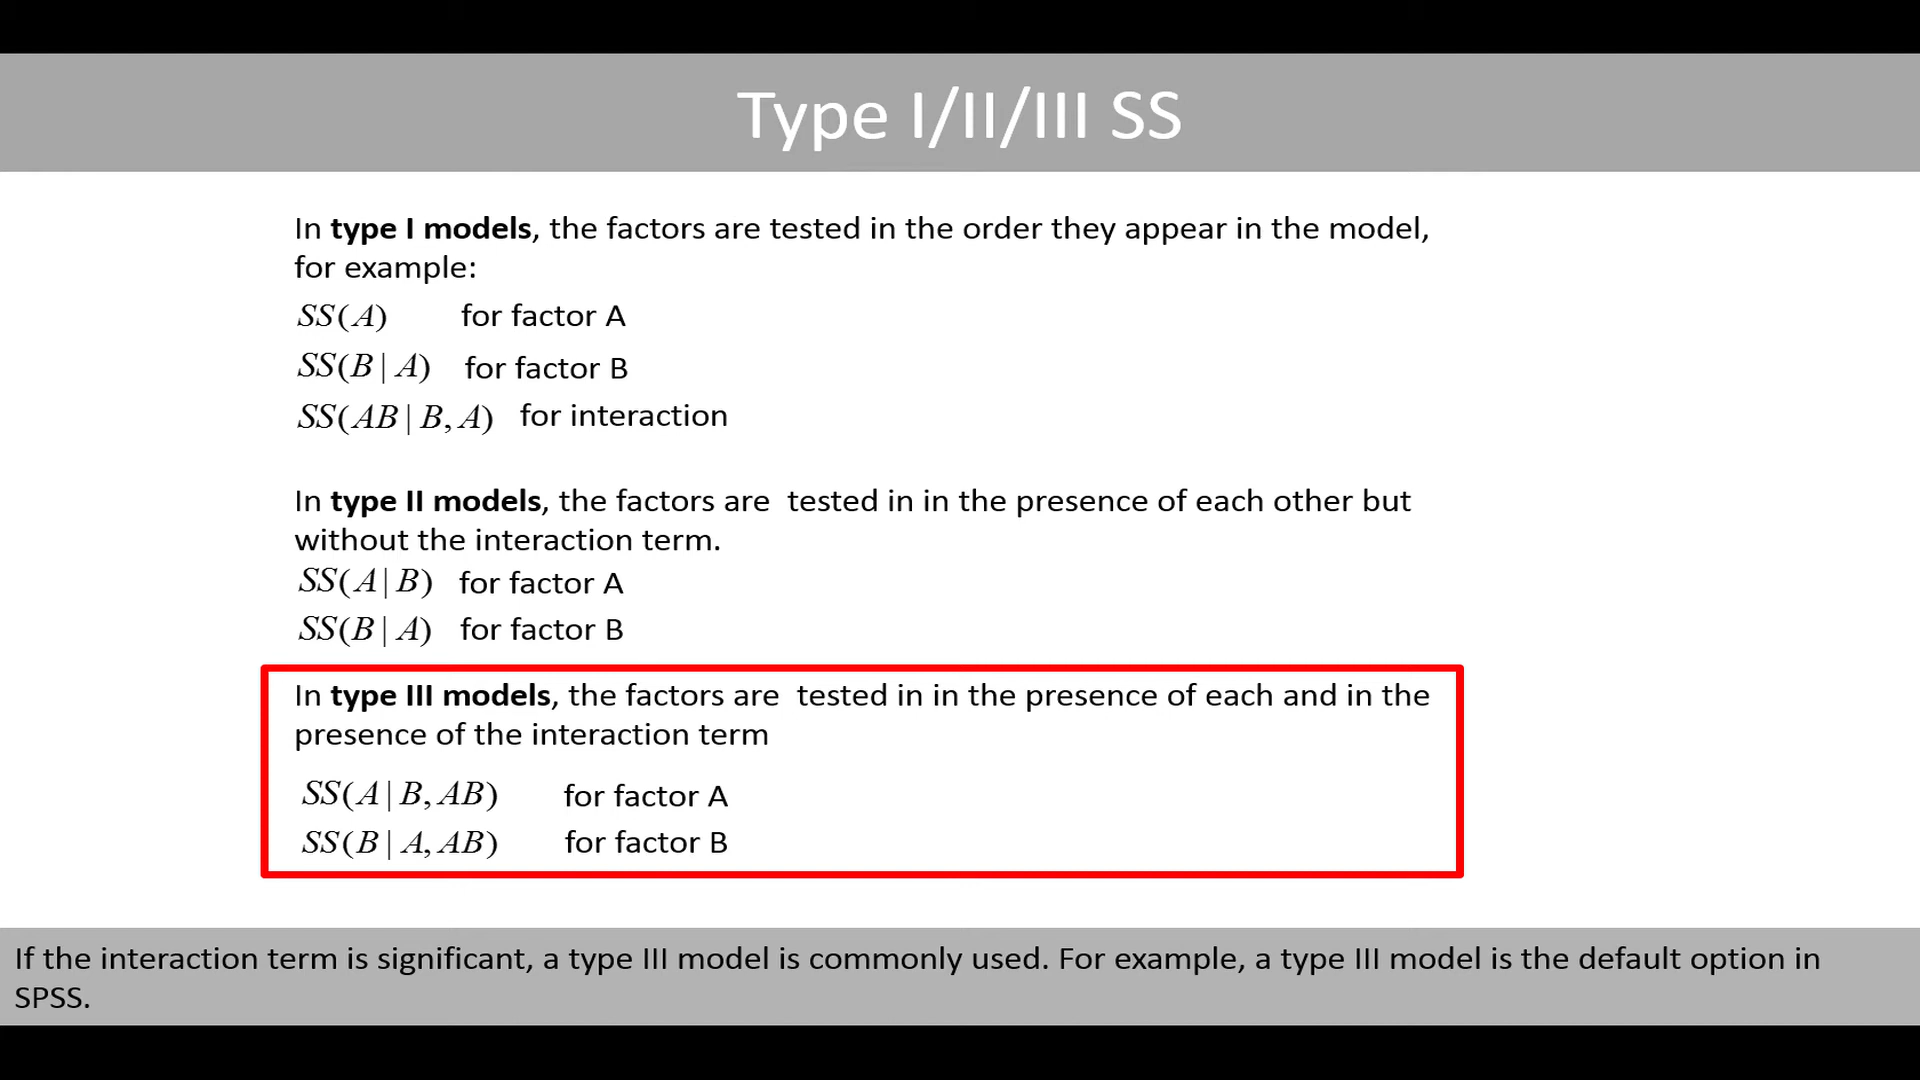 Type I/II/III SS
In type I models, the factors are tested in the order they appear in the model,
for example:
SS(A) for factor A
SS(B | A) for factor B
SS(AB | B, A) for interaction
In type II models, the factors are  tested in in the presence of each other but
without the interaction term.
SS(A | B) for factor A
SS(B | A) for factor B
In type III models, the factors are  tested in in the presence of each and in the
presence of the interaction term
SS(A | B, AB) for factor A
SS(B | A, AB) for factor B
If the interaction term is significant, a type III model is commonly used. For example, a type III model is the default option in
SPSS.